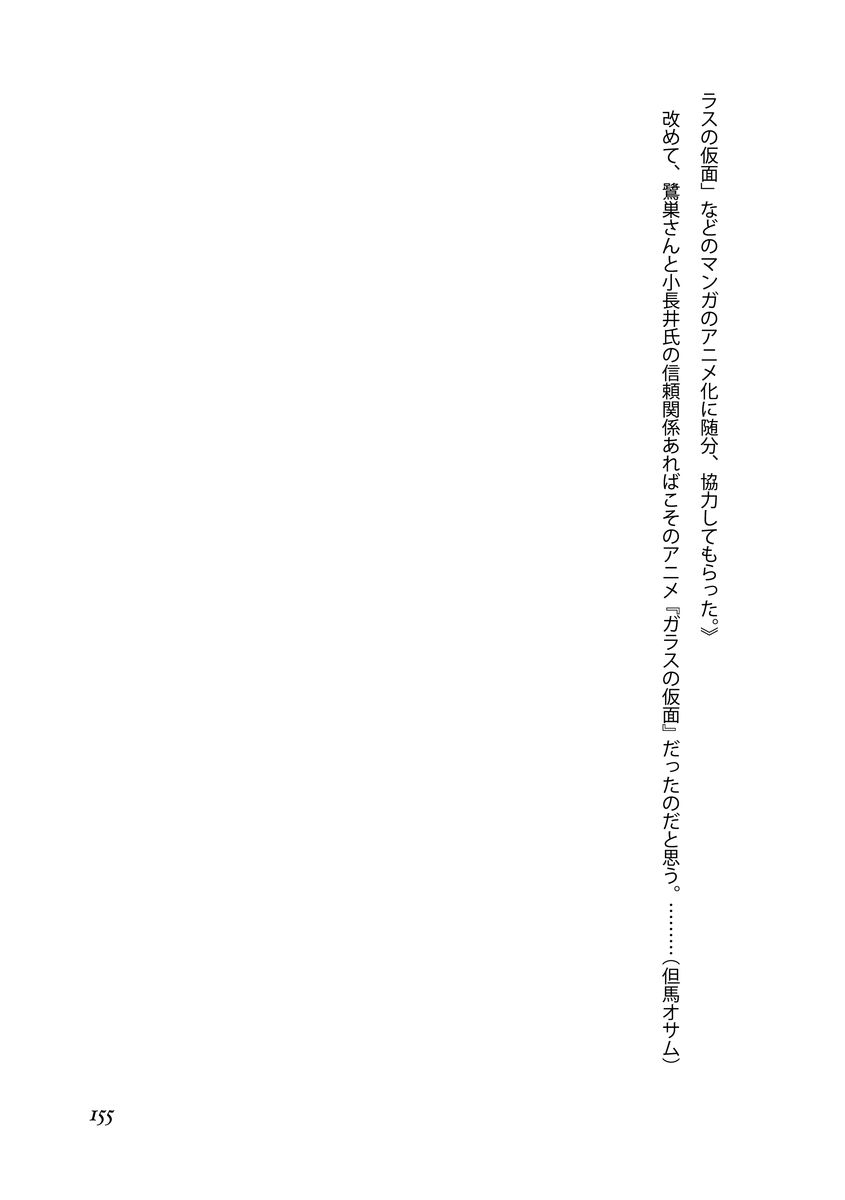 ラスの仮面」などのマンガのアニメ化に随分、協力してもらった。》
改めて、鷺巣さんと小長井氏の信頼関係あればこそのアニメ『ガラスの仮面』だったのだと思う。………(但馬オサム)
155